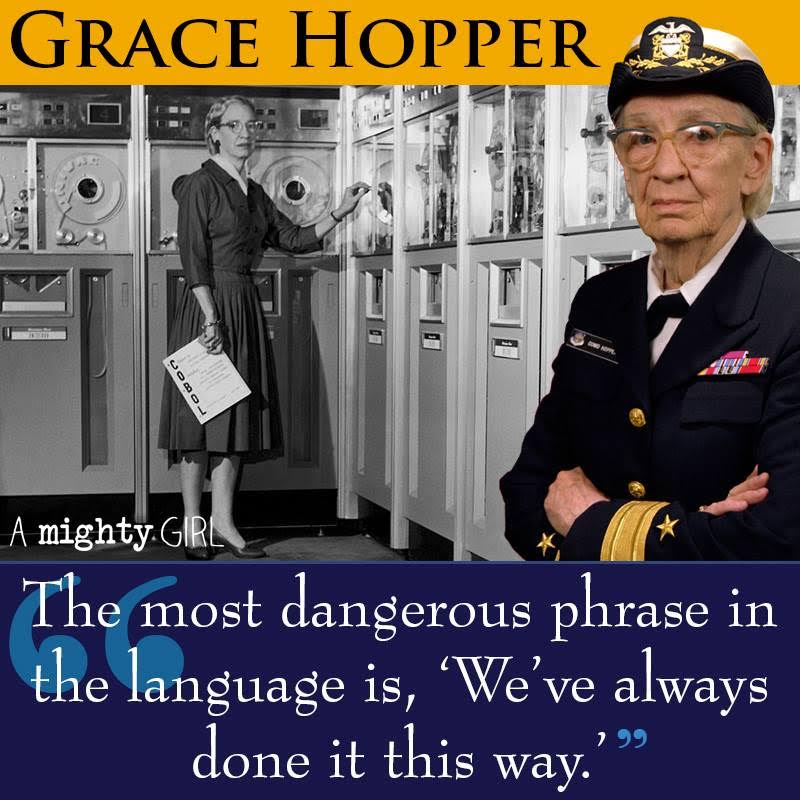 GRACE HOPPER
COBOL
A mighty GIRL
“The most dangerous phrase in
the language is, ‘We’ve always
done it this way.’”